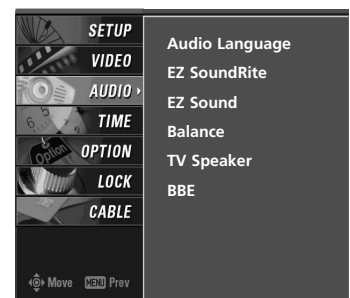 SETUP
VIDEO
AUDIO
TIME
OPTION
LOCK
CABLE
Move MENU Prev
Audio Language
EZ SoundRite
EZ Sound
Balance
TV Speaker
BBE